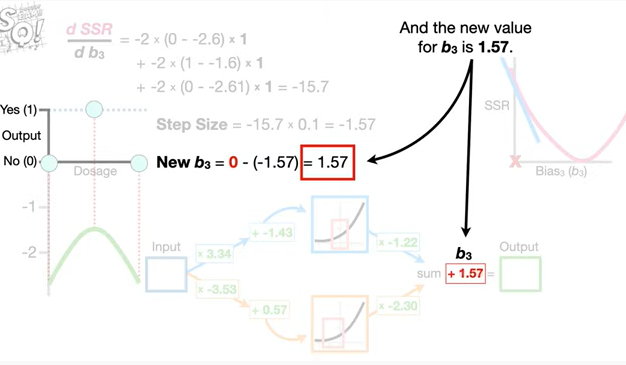 SQ!
And the new value
for b₃ is 1.57.
d SSR
d b₃
= -2 × (0 - -2.6) × 1
+ -2 × (1 - -1.6) × 1
+ -2 × (0 - -2.61) × 1 = -15.7
Step Size = -15.7 × 0.1 = -1.57
New b₃ = 0 - (-1.57) = 1.57
SSR
Bias₃ (b₃)
Yes (1)
Output
No (0)
Dosage
-1
-2
Input
× 3.34
+ -1.43
× -1.22
× -3.53
+ 0.57
× -2.30
b₃
sum + 1.57 =
Output